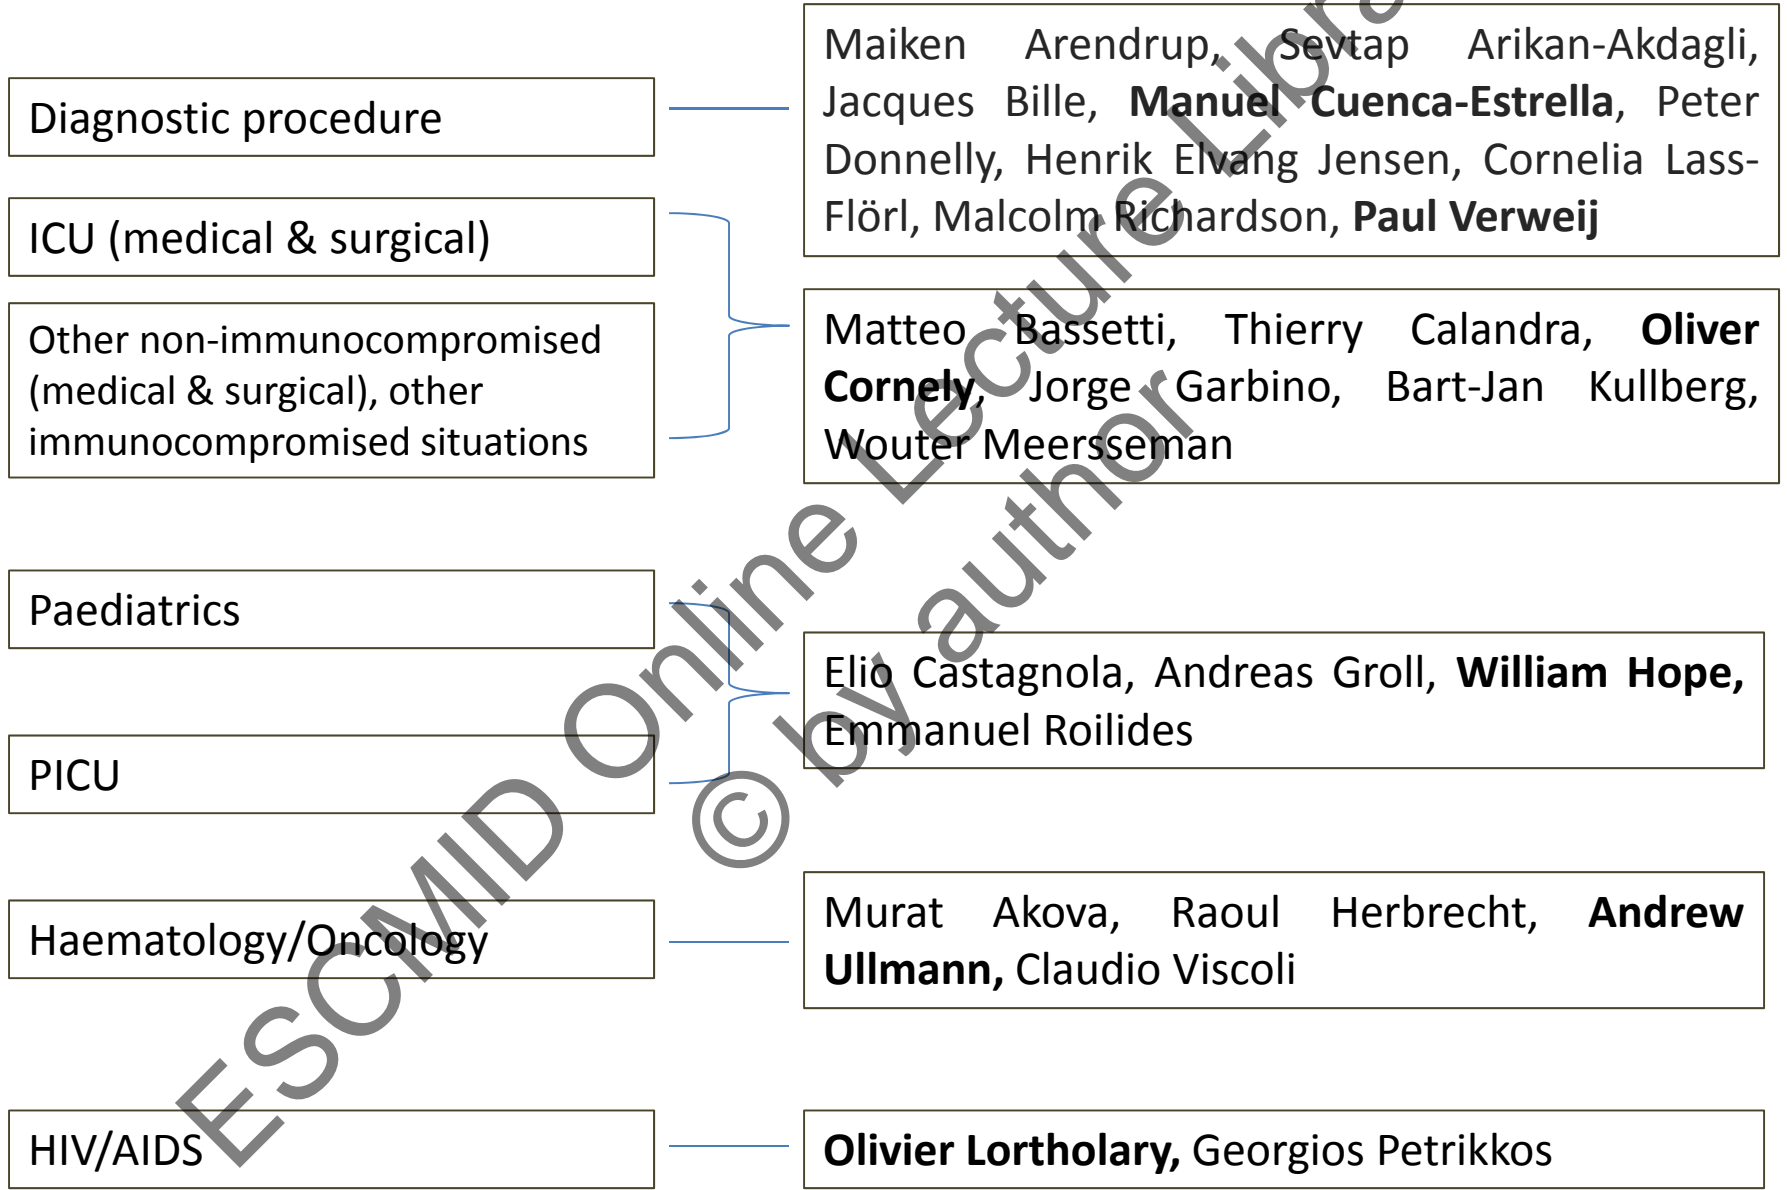 Diagnostic procedure
Maiken Arendrup, Sevtap Arikan-Akdagli,
Jacques Bille, Manuel Cuenca-Estrella, Peter
Donnelly, Henrik Elvang Jensen, Cornelia Lass-
Flörl, Malcolm Richardson, Paul Verweij
ICU (medical & surgical)
Other non-immunocompromised
(medical & surgical), other
immunocompromised situations
Matteo Bassetti, Thierry Calandra, Oliver
Cornely, Jorge Garbino, Bart-Jan Kullberg,
Wouter Meersseman
Paediatrics
PICU
Elio Castagnola, Andreas Groll, William Hope,
Emmanuel Roilides
Haematology/Oncology
Murat Akova, Raoul Herbrecht, Andrew
Ullmann, Claudio Viscoli
HIV/AIDS
Olivier Lortholary, Georgios Petrikkos
ESCMID Online Lecture
© by author